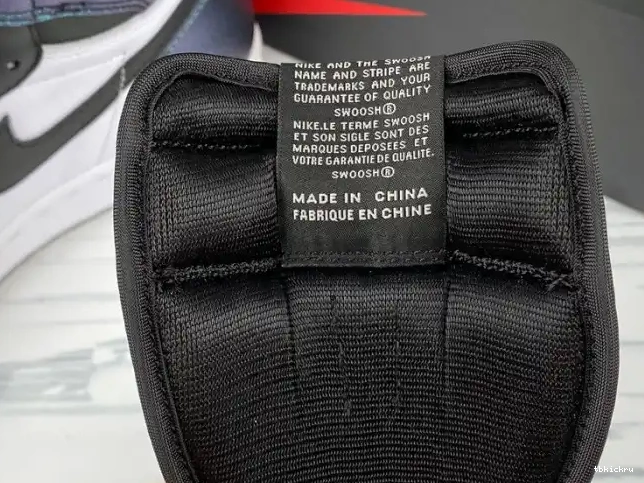 NIKE AND THE SWOOSH
NAME AND STRIPE ARE
TRADEMARKS AND YOUR
GUARANTEE OF QUALITY
SWOOSH®
NIKE.LE TERME SWOOSH
ET SON SIGLE SONT DES
MARQUES DEPOSEES ET
VOTRE GARANTIE DE QUALITE.
SWOOSH®
MADE IN CHINA
FABRIQUE EN CHINE
tbkickru